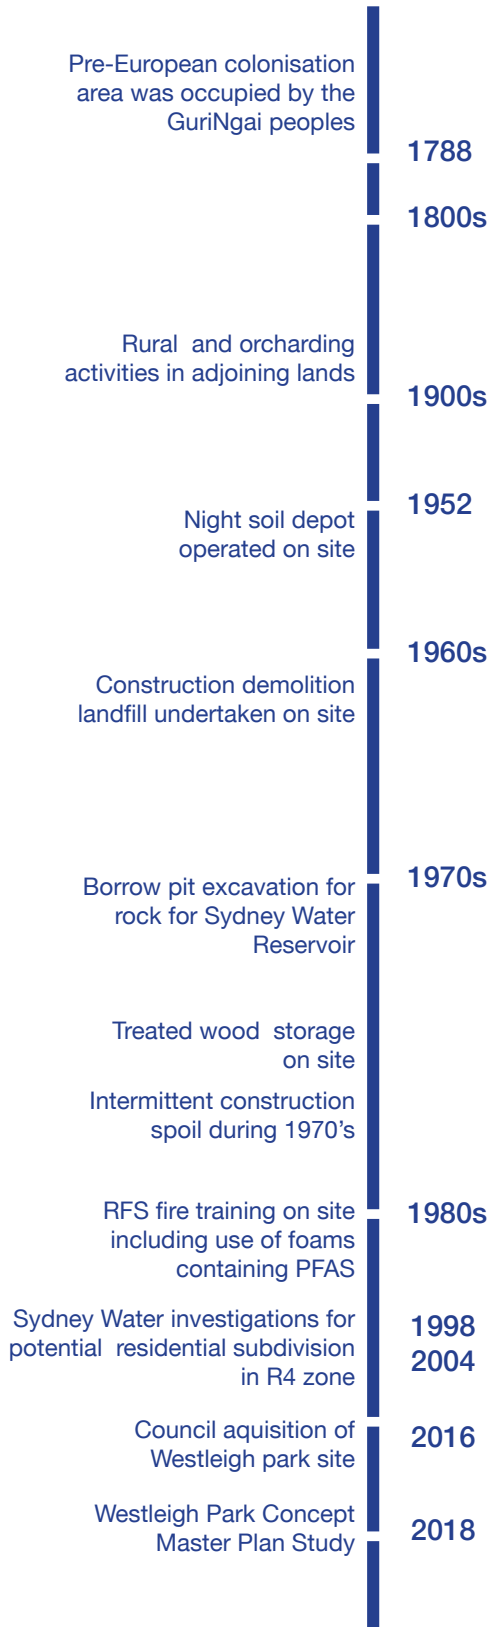 Pre-European colonisation
area was occupied by the
GuriNgai peoples
1788
1800s
Rural and orcharding
activities in adjoining lands
1900s
1952
Night soil depot
operated on site
1960s
Construction demolition
landfill undertaken on site
1970s
Borrow pit excavation for
rock for Sydney Water
Reservoir
Treated wood storage
on site
Intermittent construction
spoil during 1970's
RFS fire training on site
1980s
including use of foams
containing PFAS
Sydney Water investigations for
1998
potential residential subdivision
2004
in R4 zone
Council aquisition of
2016
Westleigh park site
Westleigh Park Concept
2018
Master Plan Study